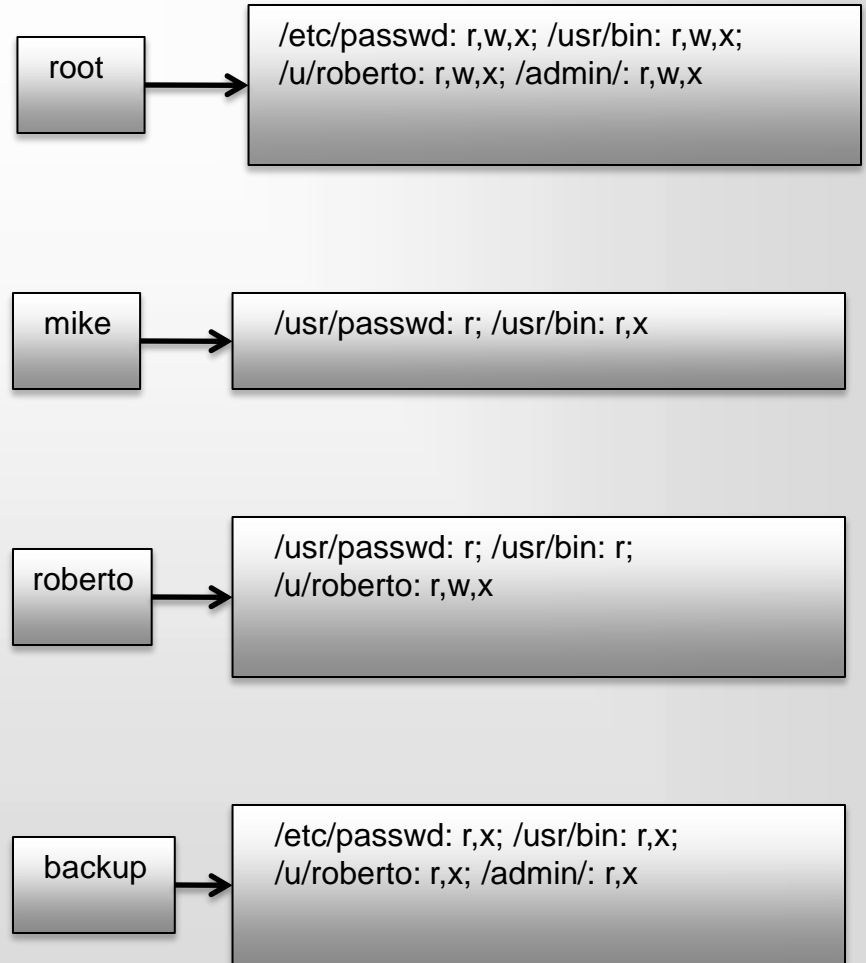 root
/etc/passwd: r,w,x; /usr/bin: r,w,x;
/u/roberto: r,w,x; /admin/: r,w,x
mike
/usr/passwd: r; /usr/bin: r,x
roberto
/usr/passwd: r; /usr/bin: r;
/u/roberto: r,w,x
backup
/etc/passwd: r,x; /usr/bin: r,x;
/u/roberto: r,x; /admin/: r,x